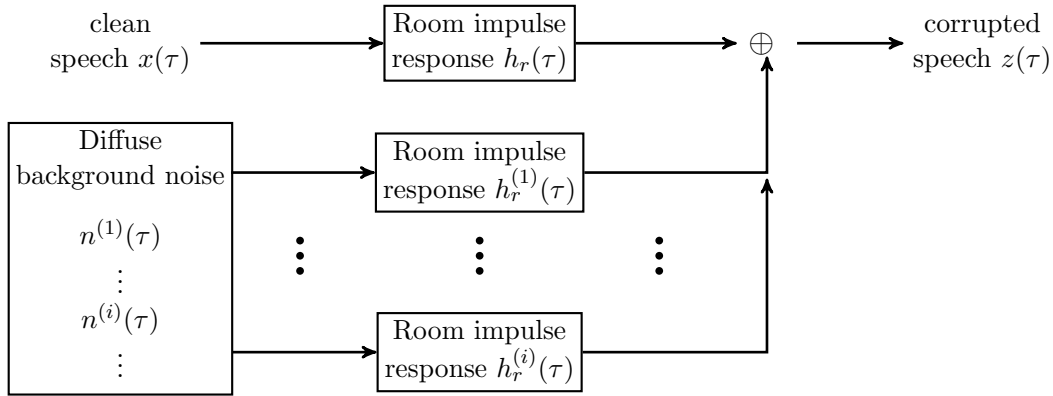 clean
speech x(τ)
Room impulse
response h_r(τ)
⊕
corrupted
speech z(τ)
Diffuse
background noise
n^{(1)}(τ)
⋮
n^{(i)}(τ)
⋮
Room impulse
response h_r^{(1)}(τ)
Room impulse
response h_r^{(i)}(τ)